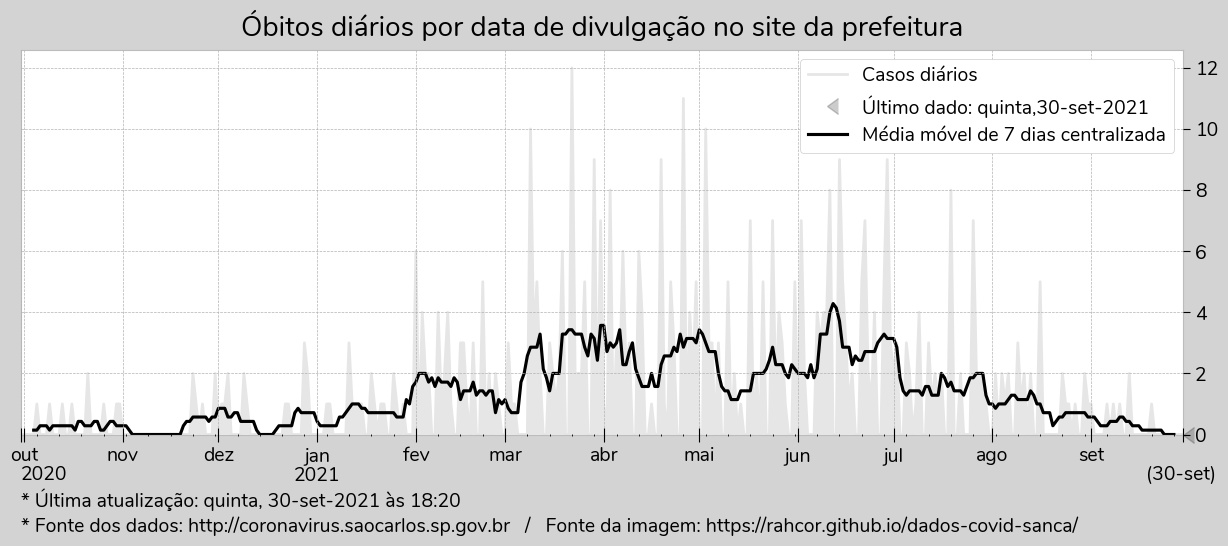 Óbitos diários por data de divulgação no site da prefeitura
Casos diários
Último dado: quinta,30-set-2021
Média móvel de 7 dias centralizada
12
10
8
6
4
2
0
out nov dez jan fev mar abr mai jun jul ago set
2020 2021 (30-set)
* Última atualização: quinta, 30-set-2021 às 18:20
* Fonte dos dados: http://coronavirus.saocarlos.sp.gov.br / Fonte da imagem: https://rahcor.github.io/dados-covid-sanca/